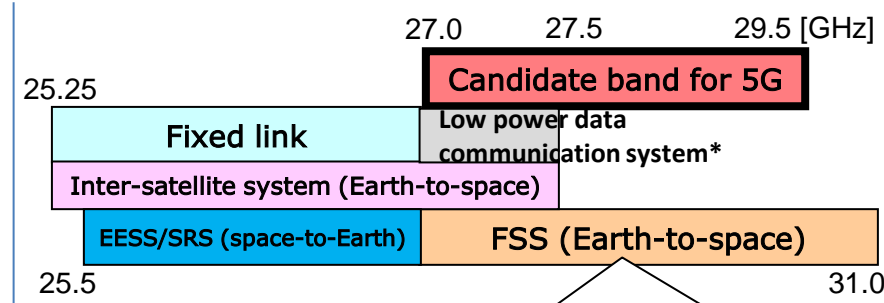 27.0 27.5 29.5 [GHz]
Candidate band for 5G
25.25
Fixed link
Low power data
communication system*
Inter-satellite system (Earth-to-space)
EESS/SRS (space-to-Earth)
FSS (Earth-to-space)
25.5
31.0